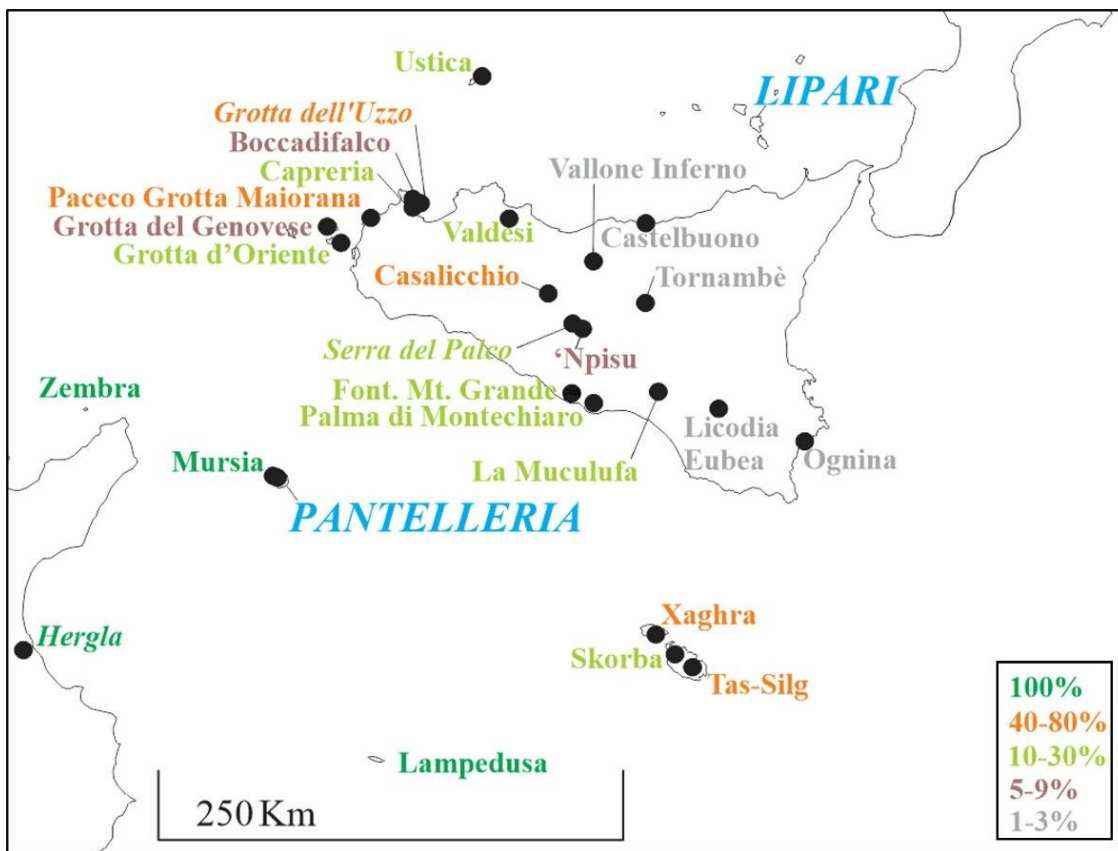 Ustica
LIPARI
Grotta dell'Uzzo
Boccadifalco
Capreria
Vallone Inferno
Paceco Grotta Maiorana
Grotta del Genovese
Grotta d’Oriente
Valdesi
Castelbuono
Casalicchio
Tornambè
Serra del Palco
‘Npisu
Zembra
Font. Mt. Grande
Palma di Montechiaro
Licodia
Eubea
Ognina
La Muculufa
Mursia
PANTELLERIA
Xaghra
Hergla
Skorba
Tas-Silg
Lampedusa
250 Km
100%
40-80%
10-30%
5-9%
1-3%